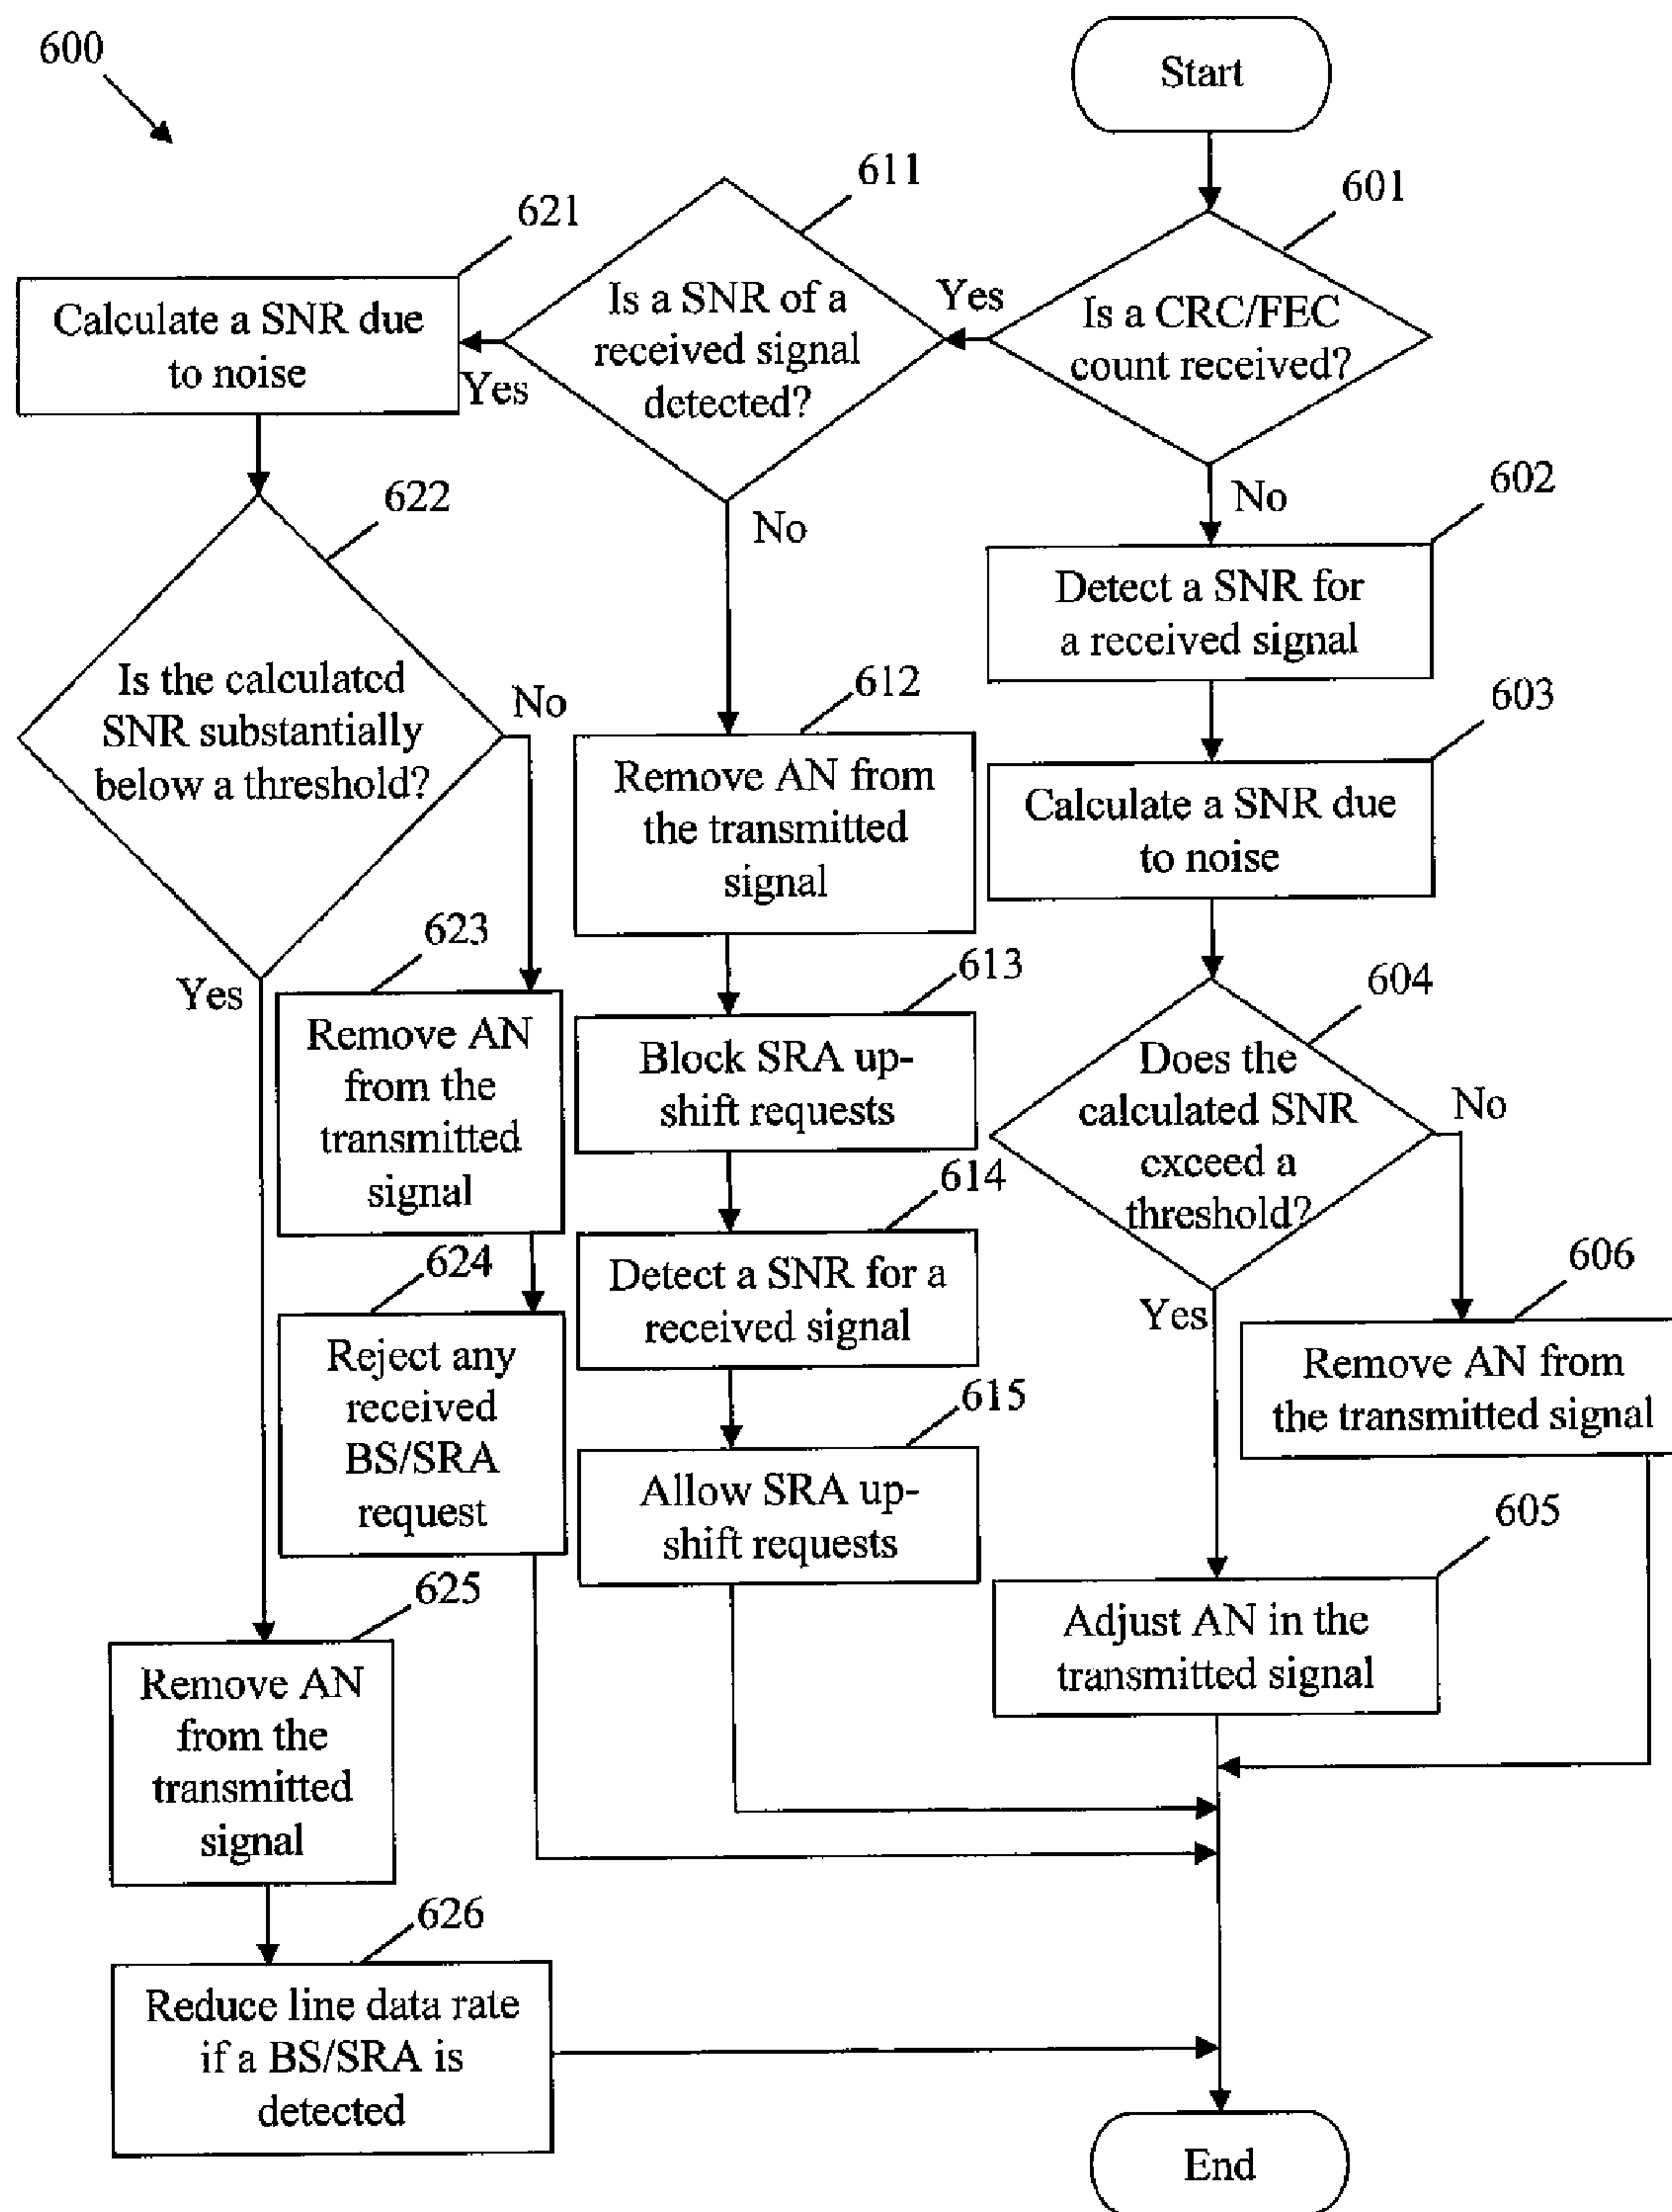 600
Start
601
Is a CRC/FEC
count received?
Yes
No
611
Is a SNR of a
received signal
detected?
Yes
No
621
Calculate a SNR due
to noise
622
Is the calculated
SNR substantially
below a threshold?
No
Yes
602
Detect a SNR for
a received signal
603
Calculate a SNR due
to noise
604
Does the
calculated SNR
exceed a
threshold?
No
Yes
606
Remove AN from
the transmitted signal
605
Adjust AN in the
transmitted signal
612
Remove AN from
the transmitted
signal
613
Block SRA up-
shift requests
614
Detect a SNR for a
received signal
615
Allow SRA up-
shift requests
623
Remove AN
from the
transmitted
signal
624
Reject any
received
BS/SRA
request
625
Remove AN
from the
transmitted
signal
626
Reduce line data rate
if a BS/SRA is
detected
End